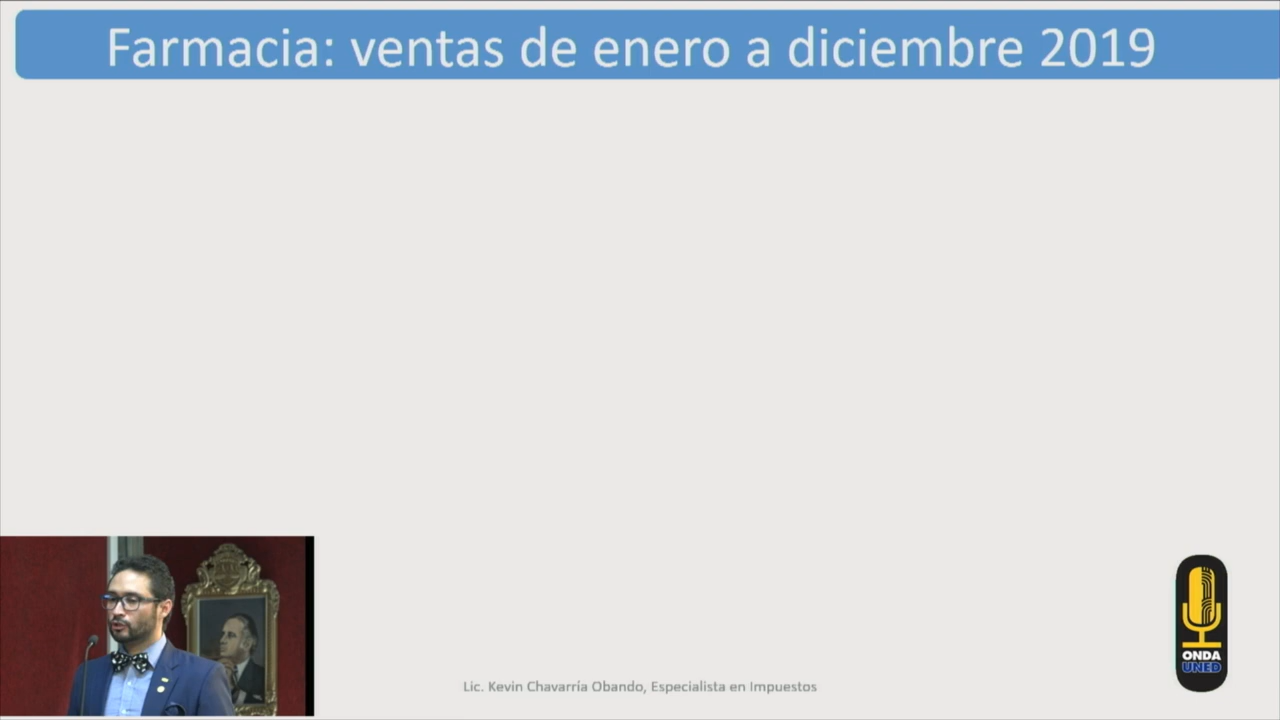 Farmacia: ventas de enero a diciembre 2019
Lic. Kevin Chavarría Obando, Especialista en Impuestos
ONDA
UNED